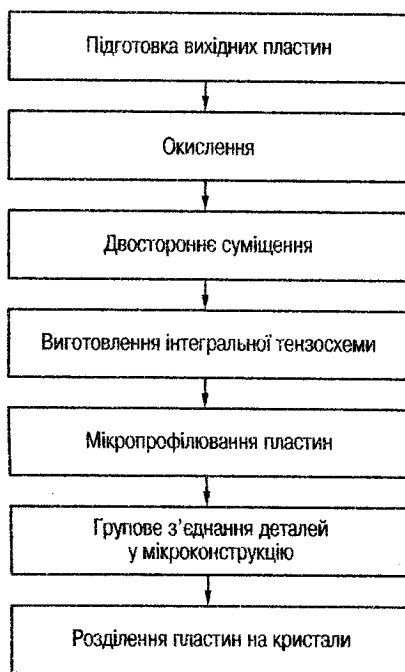 Підготовка вихідних пластин
Окислення
Двостороннє суміщення
Виготовлення інтегральної тензосхеми
Мікропрофілювання пластин
Групове з’єднання деталей
у мікроконструкцію
Розділення пластин на кристали